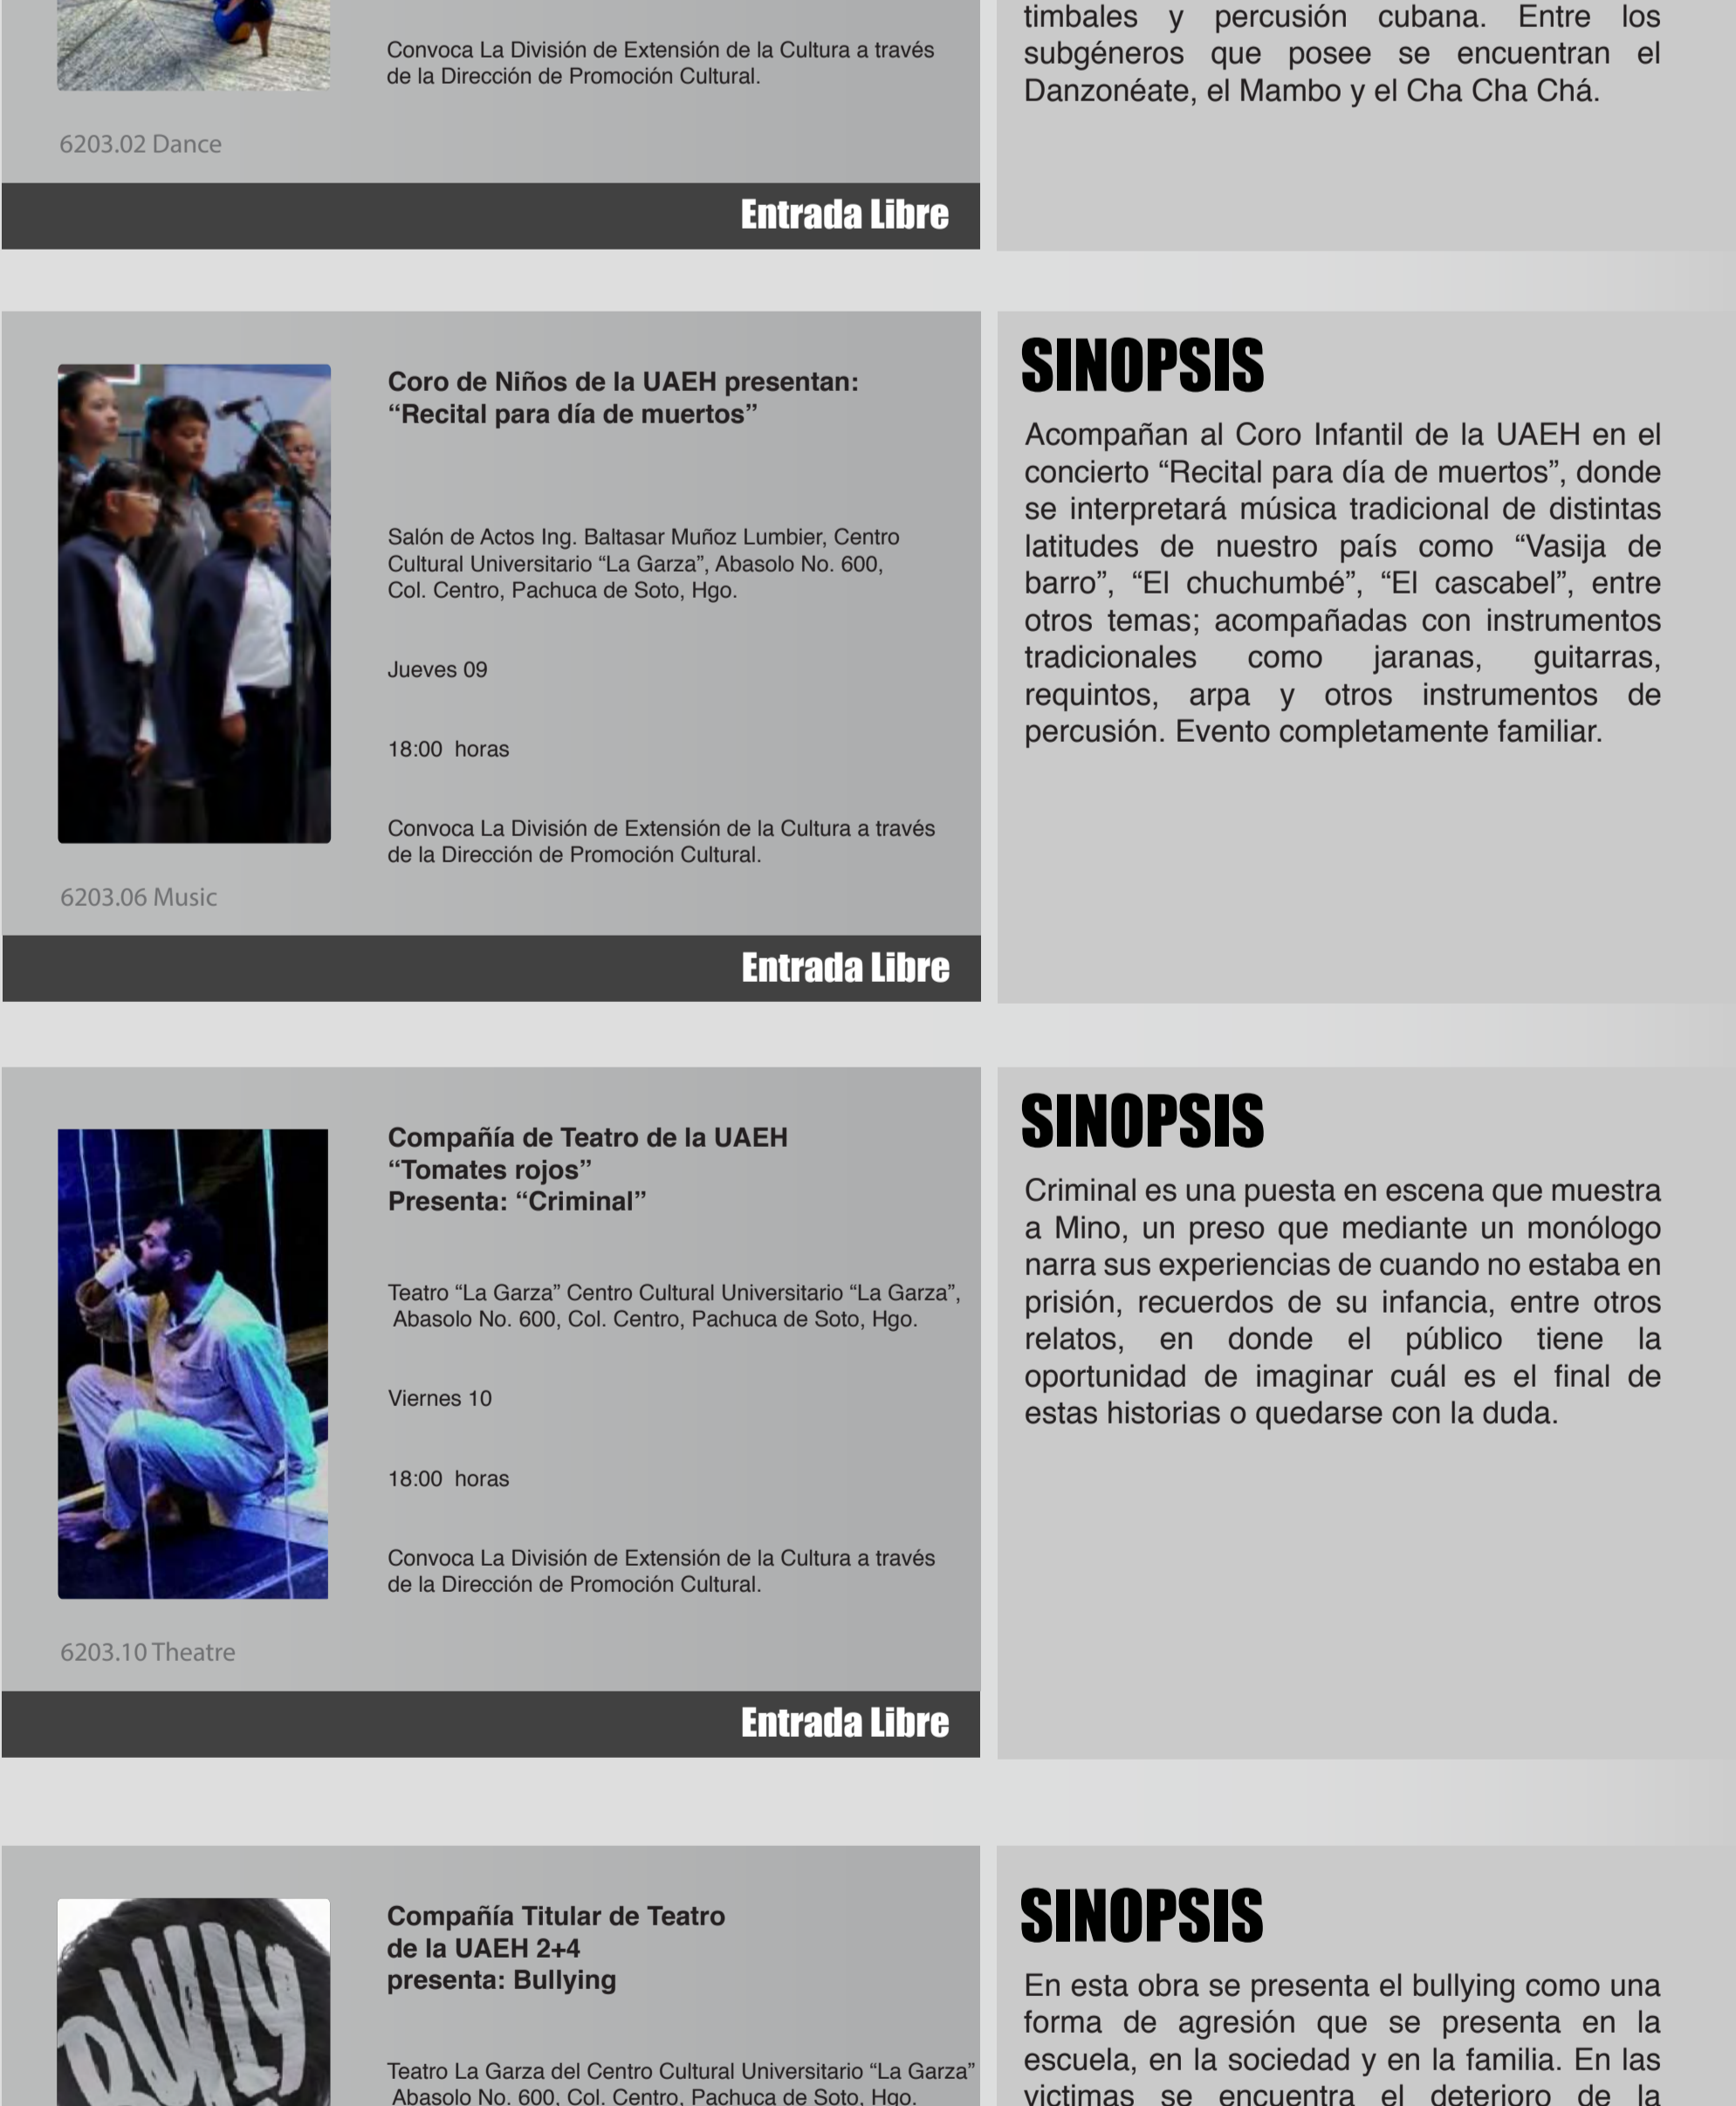 Convoca La División de Extensión de la Cultura a través
de la Dirección de Promoción Cultural.
6203.02 Dance
Entrada Libre
timbales y percusión cubana. Entre los
subgéneros que posee se encuentran el
Danzonéate, el Mambo y el Cha Cha Chá.
Coro de Niños de la UAEH presentan:
“Recital para día de muertos”
Salón de Actos Ing. Baltasar Muñoz Lumbier, Centro
Cultural Universitario “La Garza”, Abasolo No. 600,
Col. Centro, Pachuca de Soto, Hgo.
Jueves 09
18:00 horas
Convoca La División de Extensión de la Cultura a través
de la Dirección de Promoción Cultural.
6203.06 Music
Entrada Libre
SINOPSIS
Acompañan al Coro Infantil de la UAEH en el
concierto “Recital para día de muertos”, donde
se interpretará música tradicional de distintas
latitudes de nuestro país como “Vasija de
barro”, “El chuchumbé”, “El cascabel”, entre
otros temas; acompañadas con instrumentos
tradicionales como jaranas, guitarras,
requintos, arpa y otros instrumentos de
percusión. Evento completamente familiar.
Compañía de Teatro de la UAEH
“Tomates rojos”
Presenta: “Criminal”
Teatro “La Garza” Centro Cultural Universitario “La Garza”,
Abasolo No. 600, Col. Centro, Pachuca de Soto, Hgo.
Viernes 10
18:00 horas
Convoca La División de Extensión de la Cultura a través
de la Dirección de Promoción Cultural.
6203.10 Theatre
Entrada Libre
SINOPSIS
Criminal es una puesta en escena que muestra
a Mino, un preso que mediante un monólogo
narra sus experiencias de cuando no estaba en
prisión, recuerdos de su infancia, entre otros
relatos, en donde el público tiene la
oportunidad de imaginar cuál es el final de
estas historias o quedarse con la duda.
BULLY
Compañía Titular de Teatro
de la UAEH 2+4
presenta: Bullying
Teatro La Garza del Centro Cultural Universitario “La Garza”
Abasolo No. 600, Col. Centro, Pachuca de Soto, Hgo.
SINOPSIS
En esta obra se presenta el bullying como una
forma de agresión que se presenta en la
escuela, en la sociedad y en la familia. En las
victimas se encuentra el deterioro de la